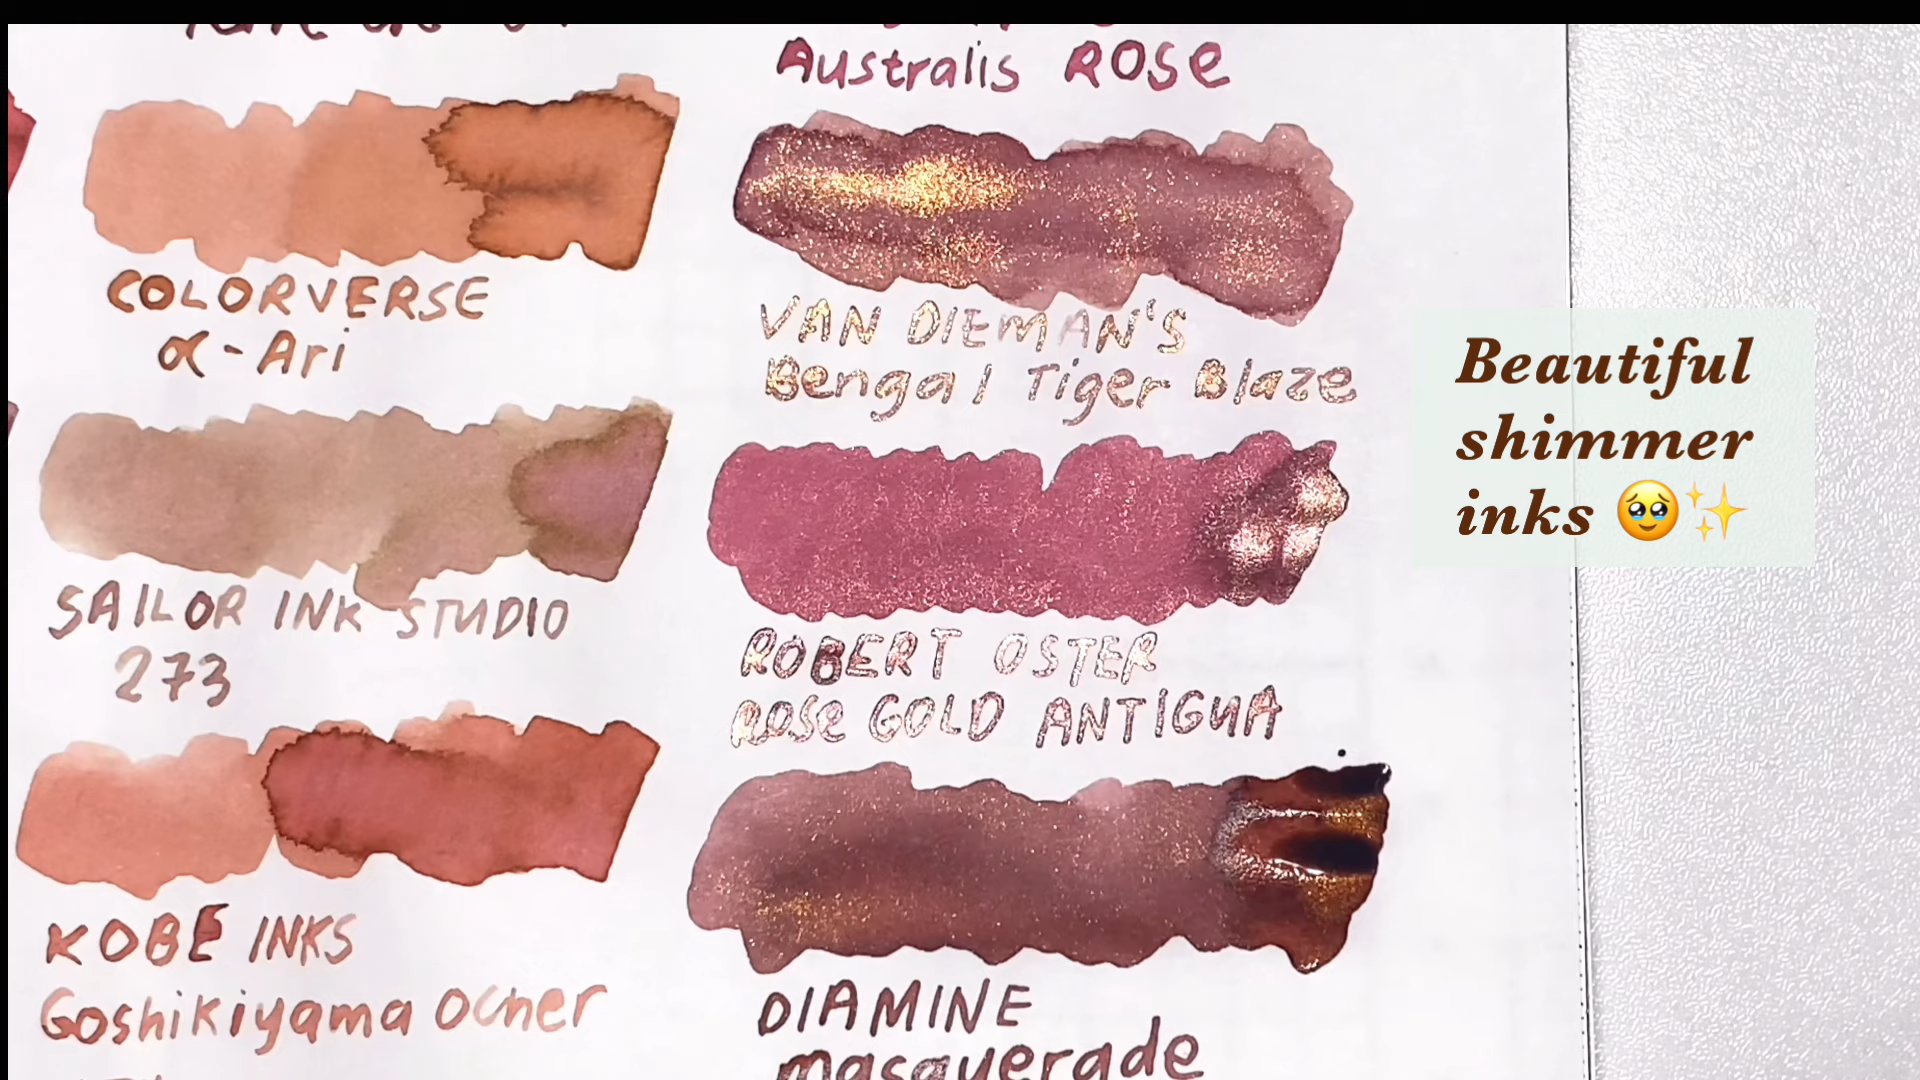 Australis Rose
COLORVERSE
α-Ari
VAN DIEMAN'S
Bengal Tiger Blaze
Beautiful
shimmer
inks 🥹✨
SAILOR INK STUDIO
273
ROBERT OSTER
Rose GOLD ANTIGUA
KOBE INKS
Goshikiyama Ocher
DIAMINE
masquerade